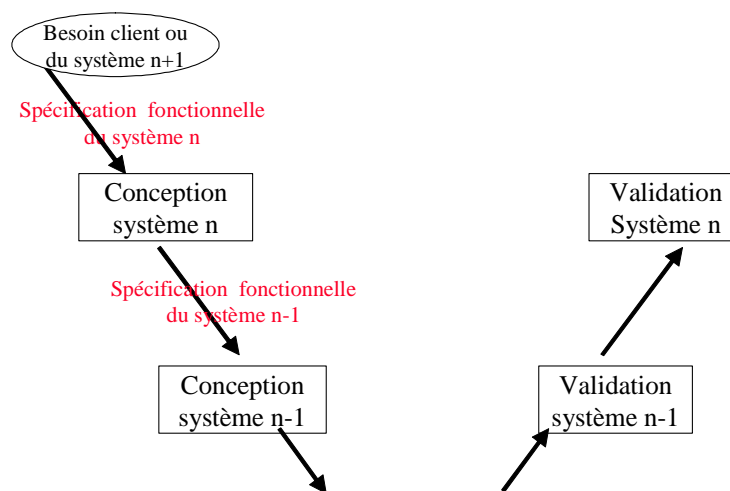 Besoin client ou
du système n+1
Spécification fonctionnelle
du système n
Conception
système n
Validation
Système n
Spécification fonctionnelle
du système n-1
Conception
système n-1
Validation
système n-1